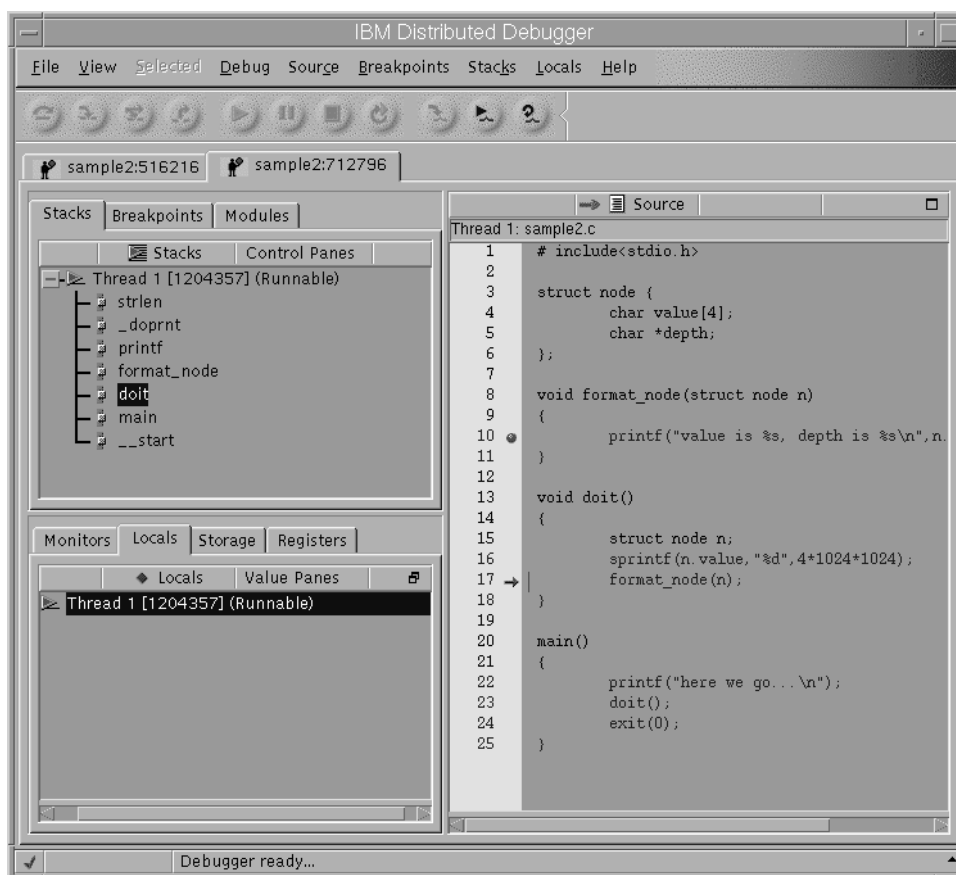 IBM Distributed Debugger
File View Selected Debug Source Breakpoints Stacks Locals Help
sample2:516216 sample2:712796
Stacks Breakpoints Modules
Stacks Control Panes
Thread 1 [1204357] (Runnable)
strlen
_doprnt
printf
format_node
doit
main
__start
Monitors Locals Storage Registers
Locals Value Panes
Thread 1 [1204357] (Runnable)
Source
Thread 1: sample2.c
1 # include<stdio.h>
2
3 struct node {
4 char value[4];
5 char *depth;
6 };
7
8 void format_node(struct node n)
9 {
10 printf("value is %s, depth is %s\n",n.
11 }
12
13 void doit()
14 {
15 struct node n;
16 sprintf(n.value,"%d",4*1024*1024);
17 format_node(n);
18 }
19
20 main()
21 {
22 printf("here we go...\n");
23 doit();
24 exit(0);
25 }
Debugger ready...